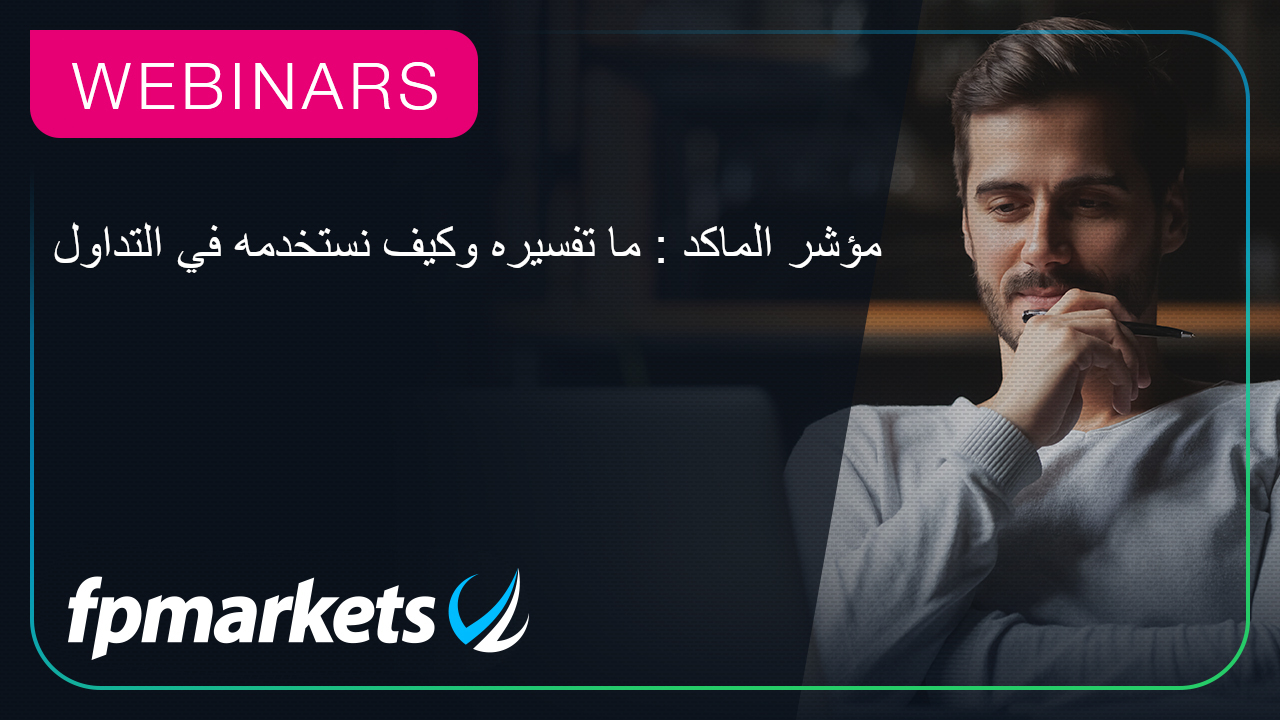 WEBINARS
مؤشر الماكد : ما تفسيره وكيف نستخدمه في التداول
fpmarkets